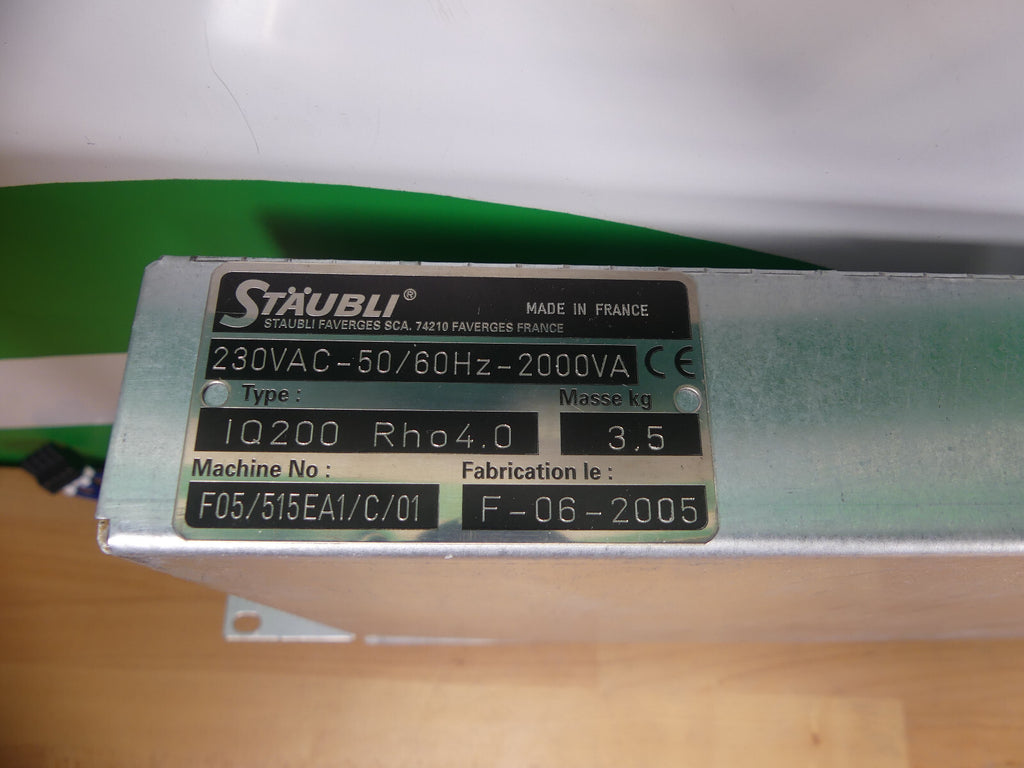 STÄUBLI®
MADE IN FRANCE
STAUBLI FAVERGES SCA. 74210 FAVERGES FRANCE
230VAC-50/60Hz-2000VA CE
Type : Masse kg
IQ200 Rho4.0 3,5
Machine No : Fabrication le :
F05/515EA1/C/01 F-06-2005